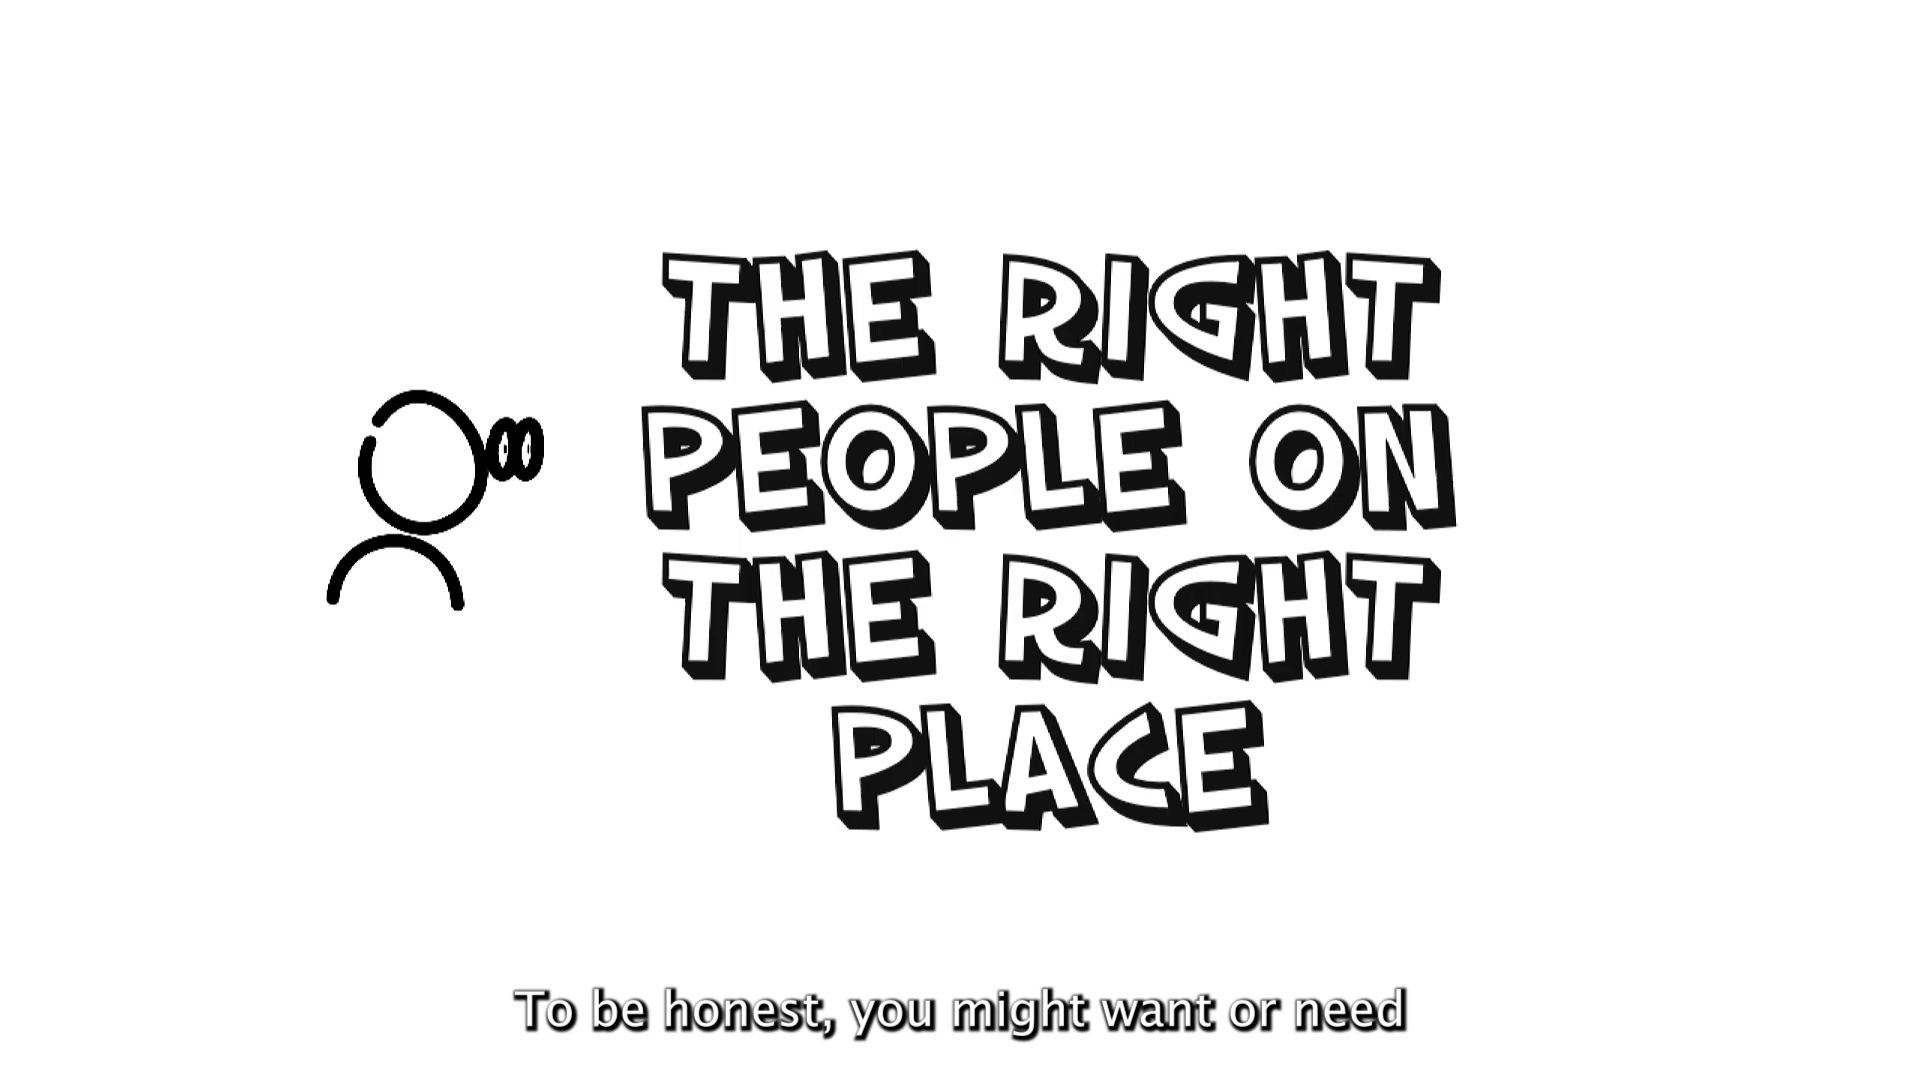 THE RIGHT
PEOPLE ON
THE RIGHT
PLACE
To be honest, you might want or need